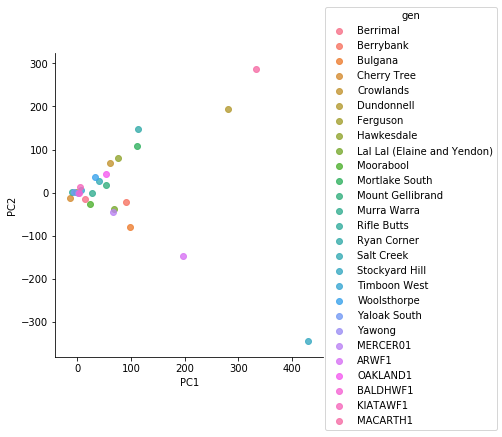 gen
Berrimal
Berrybank
Bulgana
Cherry Tree
Crowlands
Dundonnell
Ferguson
Hawkesdale
Lal Lal (Elaine and Yendon)
Moorabool
Mortlake South
Mount Gellibrand
Murra Warra
Rifle Butts
Ryan Corner
Salt Creek
Stockyard Hill
Timboon West
Woolsthorpe
Yaloak South
Yawong
MERCER01
ARWF1
OAKLAND1
BALDHWF1
KIATAWF1
MACARTH1
300
200
100
0
−100
−200
−300
PC2
0 100 200 300 400
PC1